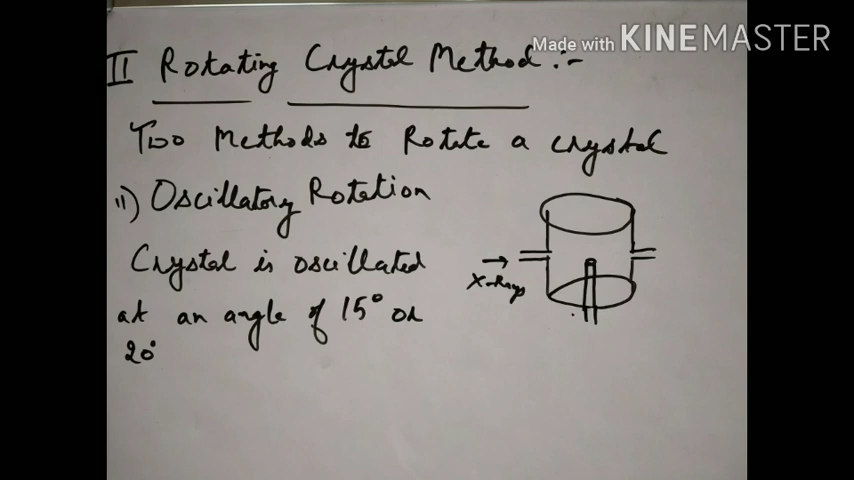 Made with KINEMASTER
II Rotating Crystal Method :-
Two Methods to Rotate a crystal
ii) Oscillatory Rotation
Crystal is oscillated
at an angle of 15° or
20°
X-Rays